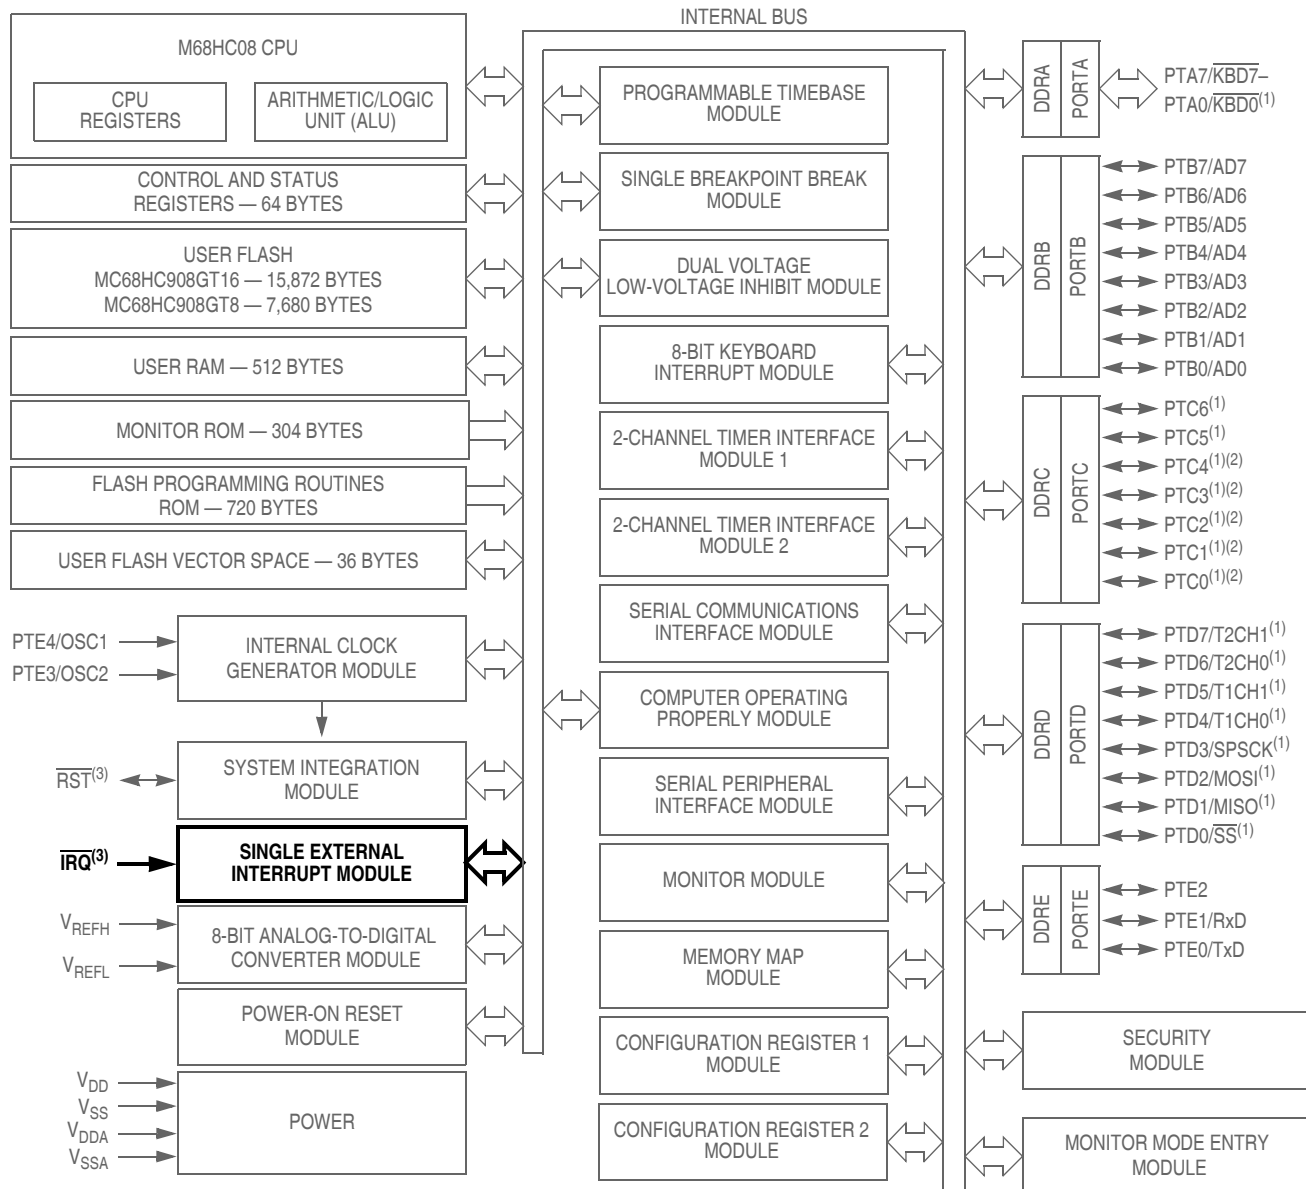 INTERNAL BUS
M68HC08 CPU
CPU
REGISTERS
ARITHMETIC/LOGIC
UNIT (ALU)
CONTROL AND STATUS
REGISTERS — 64 BYTES
USER FLASH
MC68HC908GT16 — 15,872 BYTES
MC68HC908GT8 — 7,680 BYTES
USER RAM — 512 BYTES
MONITOR ROM — 304 BYTES
FLASH PROGRAMMING ROUTINES
ROM — 720 BYTES
USER FLASH VECTOR SPACE — 36 BYTES
PTE4/OSC1
PTE3/OSC2
INTERNAL CLOCK
GENERATOR MODULE
RST(3)
SYSTEM INTEGRATION
MODULE
IRQ(3)
SINGLE EXTERNAL
INTERRUPT MODULE
VREFH
VREFL
8-BIT ANALOG-TO-DIGITAL
CONVERTER MODULE
POWER-ON RESET
MODULE
VDD
VSS
VDDA
VSSA
POWER
PROGRAMMABLE TIMEBASE
MODULE
SINGLE BREAKPOINT BREAK
MODULE
DUAL VOLTAGE
LOW-VOLTAGE INHIBIT MODULE
8-BIT KEYBOARD
INTERRUPT MODULE
2-CHANNEL TIMER INTERFACE
MODULE 1
2-CHANNEL TIMER INTERFACE
MODULE 2
SERIAL COMMUNICATIONS
INTERFACE MODULE
COMPUTER OPERATING
PROPERLY MODULE
SERIAL PERIPHERAL
INTERFACE MODULE
MONITOR MODULE
MEMORY MAP
MODULE
CONFIGURATION REGISTER 1
MODULE
CONFIGURATION REGISTER 2
MODULE
DDRA
PORTA
PTA7/KBD7–
PTA0/KBD0(1)
DDRB
PORTB
PTB7/AD7
PTB6/AD6
PTB5/AD5
PTB4/AD4
PTB3/AD3
PTB2/AD2
PTB1/AD1
PTB0/AD0
DDRC
PORTC
PTC6(1)
PTC5(1)
PTC4(1)(2)
PTC3(1)(2)
PTC2(1)(2)
PTC1(1)(2)
PTC0(1)(2)
DDRD
PORTD
PTD7/T2CH1(1)
PTD6/T2CH0(1)
PTD5/T1CH1(1)
PTD4/T1CH0(1)
PTD3/SPSCK(1)
PTD2/MOSI(1)
PTD1/MISO(1)
PTD0/SS(1)
DDRE
PORTE
PTE2
PTE1/RxD
PTE0/TxD
SECURITY
MODULE
MONITOR MODE ENTRY
MODULE